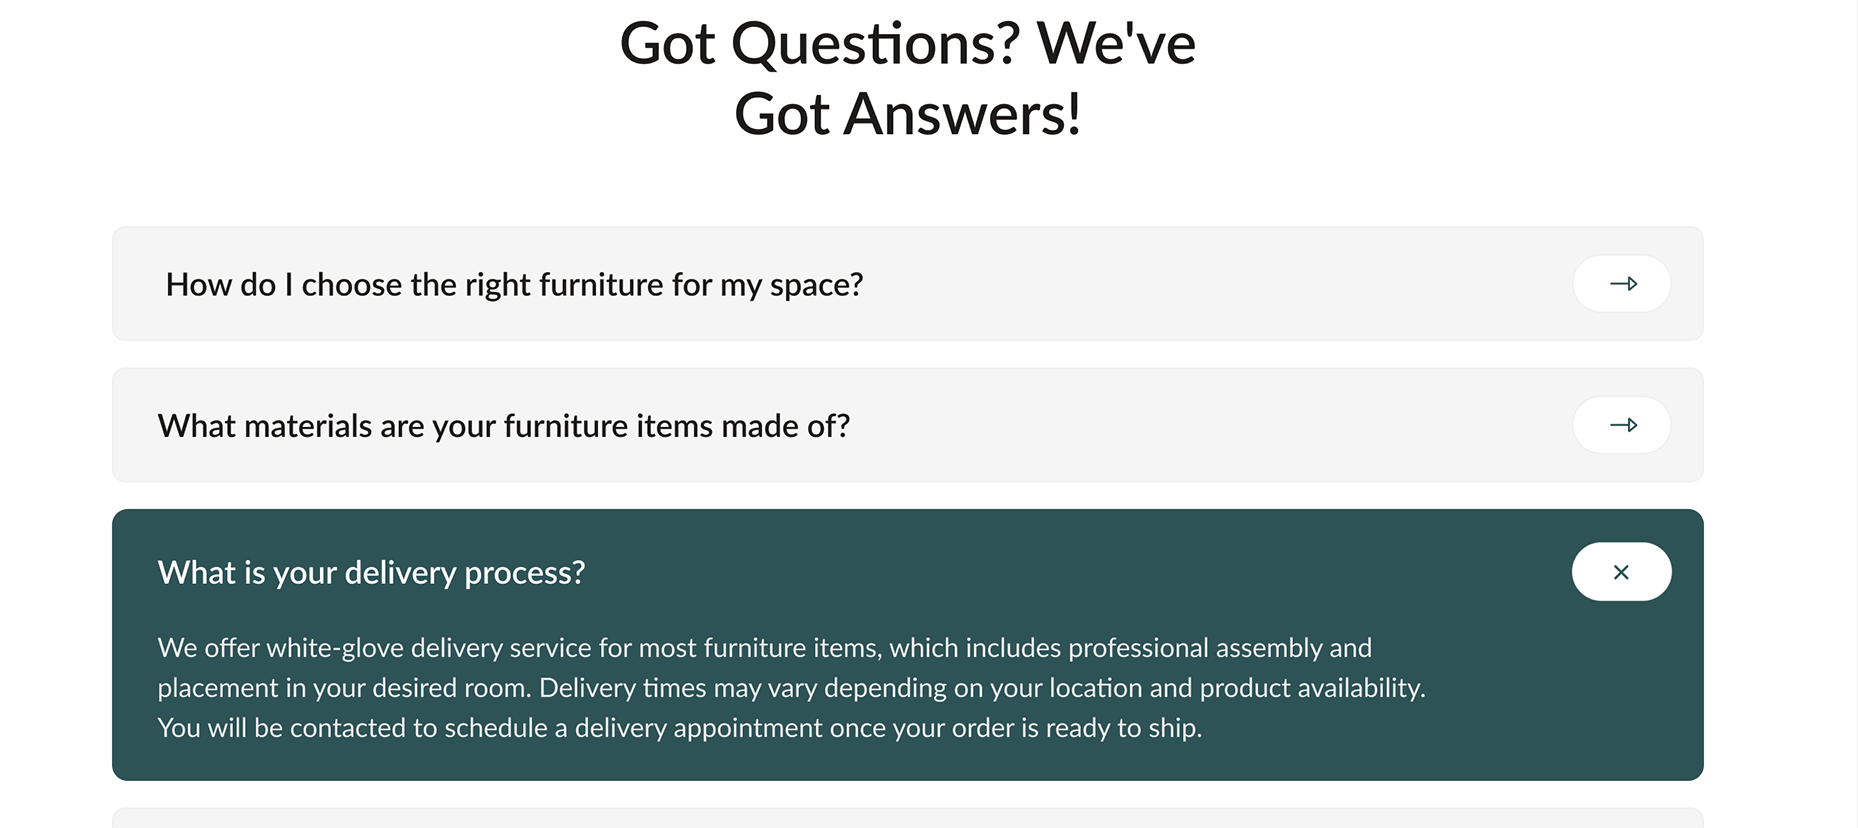 Got Questions? We've
Got Answers!
How do I choose the right furniture for my space?
What materials are your furniture items made of?
What is your delivery process?
We offer white-glove delivery service for most furniture items, which includes professional assembly and
placement in your desired room. Delivery times may vary depending on your location and product availability.
You will be contacted to schedule a delivery appointment once your order is ready to ship.